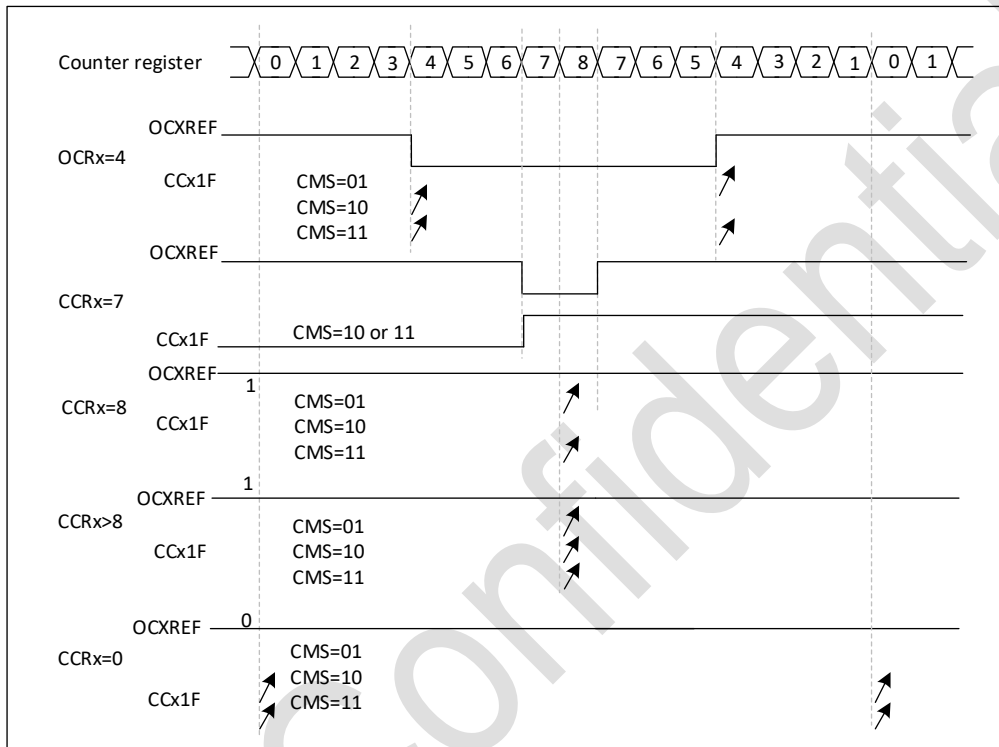 Counter register 0 1 2 3 4 5 6 7 8 7 6 5 4 3 2 1 0 1
OCXREF
OCRx=4
CCx1F
CMS=01
CMS=10
CMS=11
OCXREF
CCRx=7
CCx1F
CMS=10 or 11
OCXREF
1
CCRx=8
CCx1F
CMS=01
CMS=10
CMS=11
OCXREF
1
CCRx>8
CCx1F
CMS=01
CMS=10
CMS=11
OCXREF
0
CCRx=0
CCx1F
CMS=01
CMS=10
CMS=11
Confidential